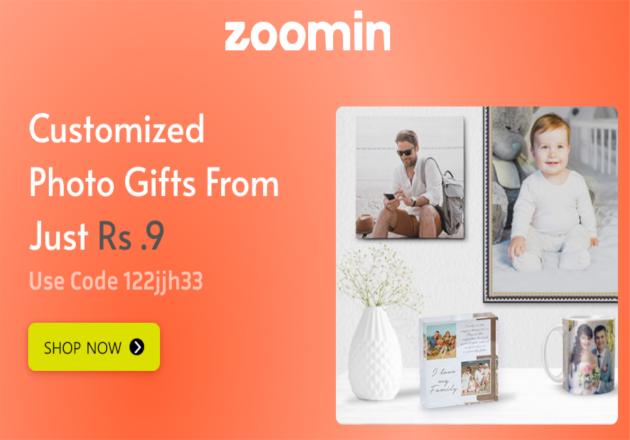 zoomin
Customized
Photo Gifts From
Just Rs .9
Use Code 122jjh33
SHOP NOW
I love
my
Family